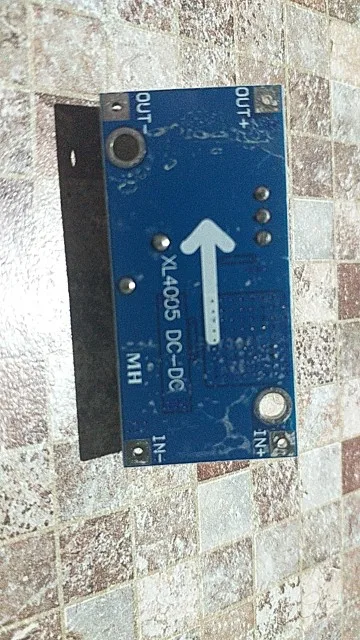 OUT-
OUT+
XL4005 DC-DC
MH
IN-
IN+